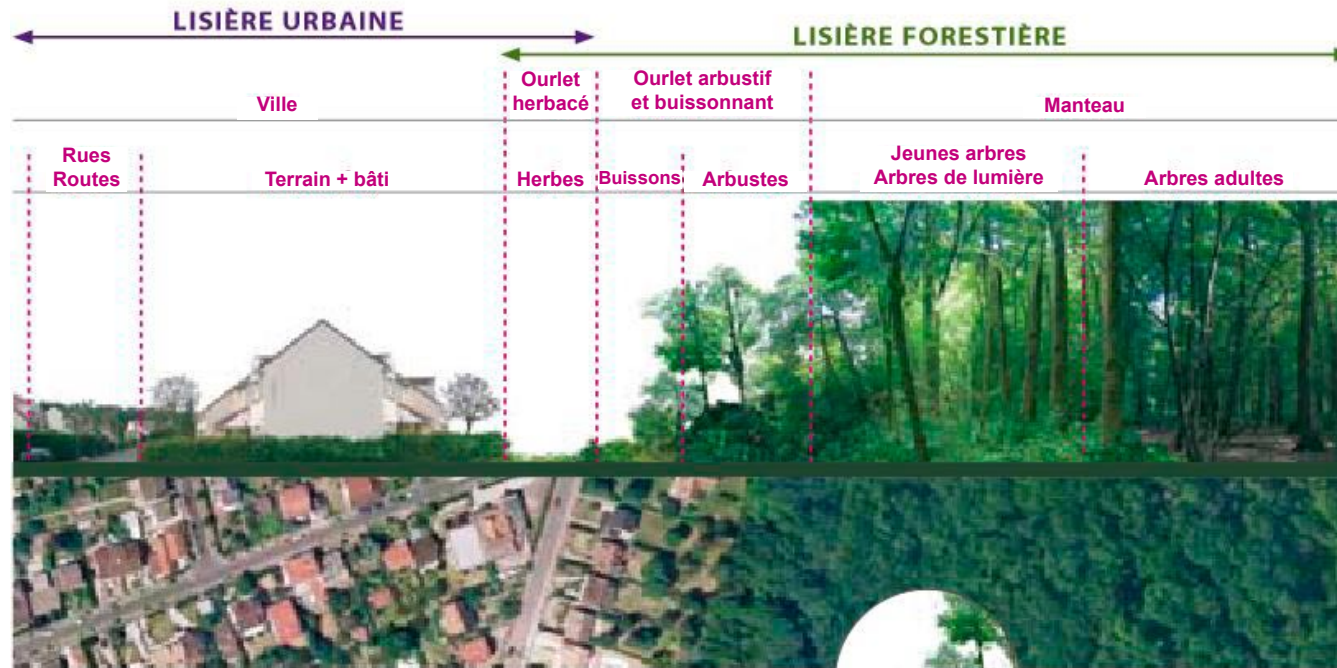 LISIÈRE URBAINE
LISIÈRE FORESTIÈRE
Ville
Ourlet
herbacé
Ourlet arbustif
et buissonnant
Manteau
Rues
Routes
Terrain + bâti
Herbes
Buissons
Arbustes
Jeunes arbres
Arbres de lumière
Arbres adultes